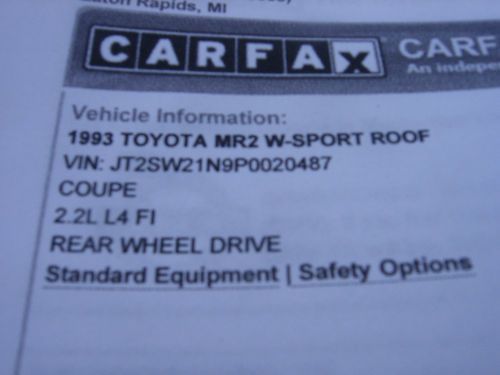 Rapids, MI
CARFAX CARF
An indepen
Vehicle Information:
1993 TOYOTA MR2 W-SPORT ROOF
VIN: JT2SW21N9P0020487
COUPE
2.2L L4 FI
REAR WHEEL DRIVE
Standard Equipment | Safety Options